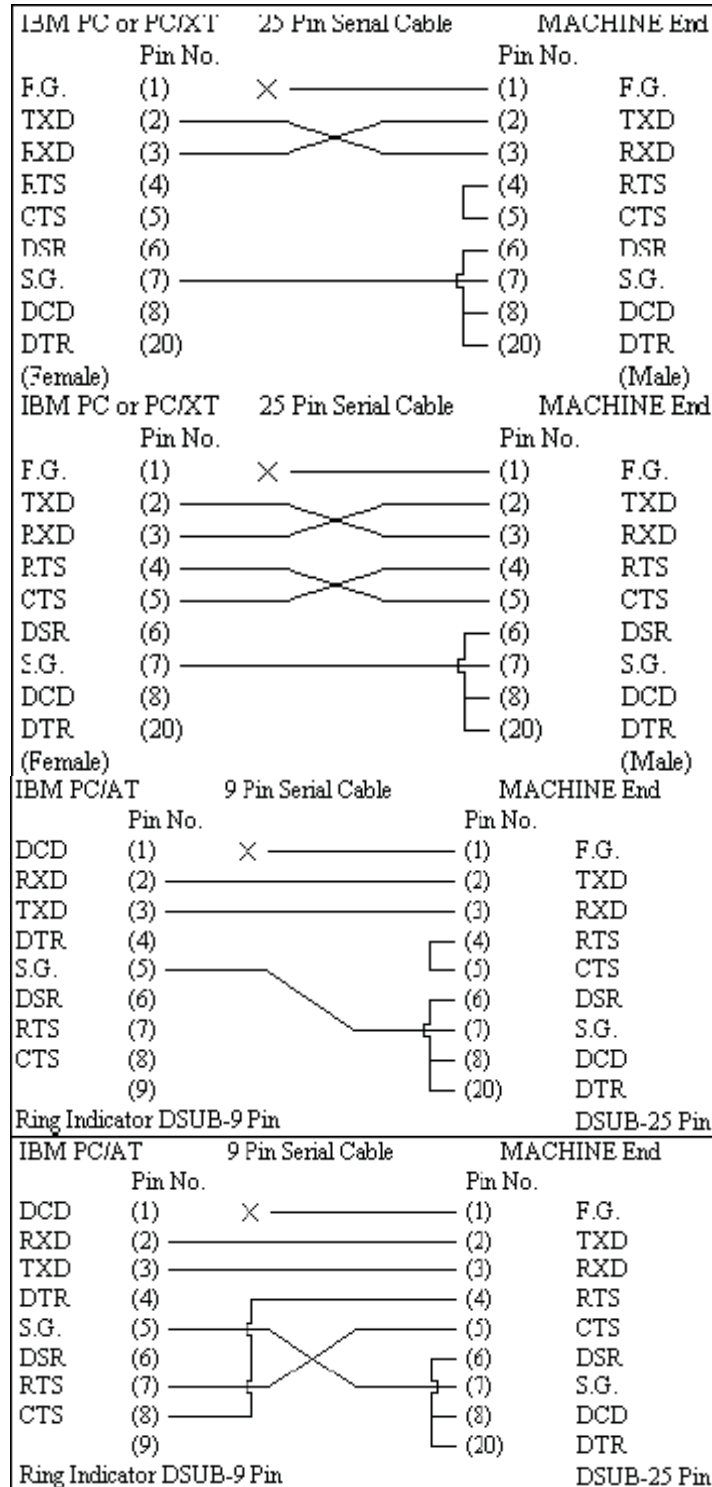 IBM PC or PC/XT 25 Pin Serial Cable MACHINE End
Pin No. Pin No.
F.G. (1) (1) F.G.
TXD (2) (2) TXD
RXD (3) (3) RXD
RTS (4) (4) RTS
CTS (5) (5) CTS
DSR (6) (6) DSR
S.G. (7) (7) S.G.
DCD (8) (8) DCD
DTR (20) (20) DTR
(Female) (Male)
IBM PC or PC/XT 25 Pin Serial Cable MACHINE End
Pin No. Pin No.
F.G. (1) (1) F.G.
TXD (2) (2) TXD
RXD (3) (3) RXD
RTS (4) (4) RTS
CTS (5) (5) CTS
DSR (6) (6) DSR
S.G. (7) (7) S.G.
DCD (8) (8) DCD
DTR (20) (20) DTR
(Female) (Male)
IBM PC/AT 9 Pin Serial Cable MACHINE End
Pin No. Pin No.
DCD (1) (1) F.G.
RXD (2) (2) TXD
TXD (3) (3) RXD
DTR (4) (4) RTS
S.G. (5) (5) CTS
DSR (6) (6) DSR
RTS (7) (7) S.G.
CTS (8) (8) DCD
(9) (20) DTR
Ring Indicator DSUB-9 Pin DSUB-25 Pin
IBM PC/AT 9 Pin Serial Cable MACHINE End
Pin No. Pin No.
DCD (1) (1) F.G.
RXD (2) (2) TXD
TXD (3) (3) RXD
DTR (4) (4) RTS
S.G. (5) (5) CTS
DSR (6) (6) DSR
RTS (7) (7) S.G.
CTS (8) (8) DCD
(9) (20) DTR
Ring Indicator DSUB-9 Pin DSUB-25 Pin